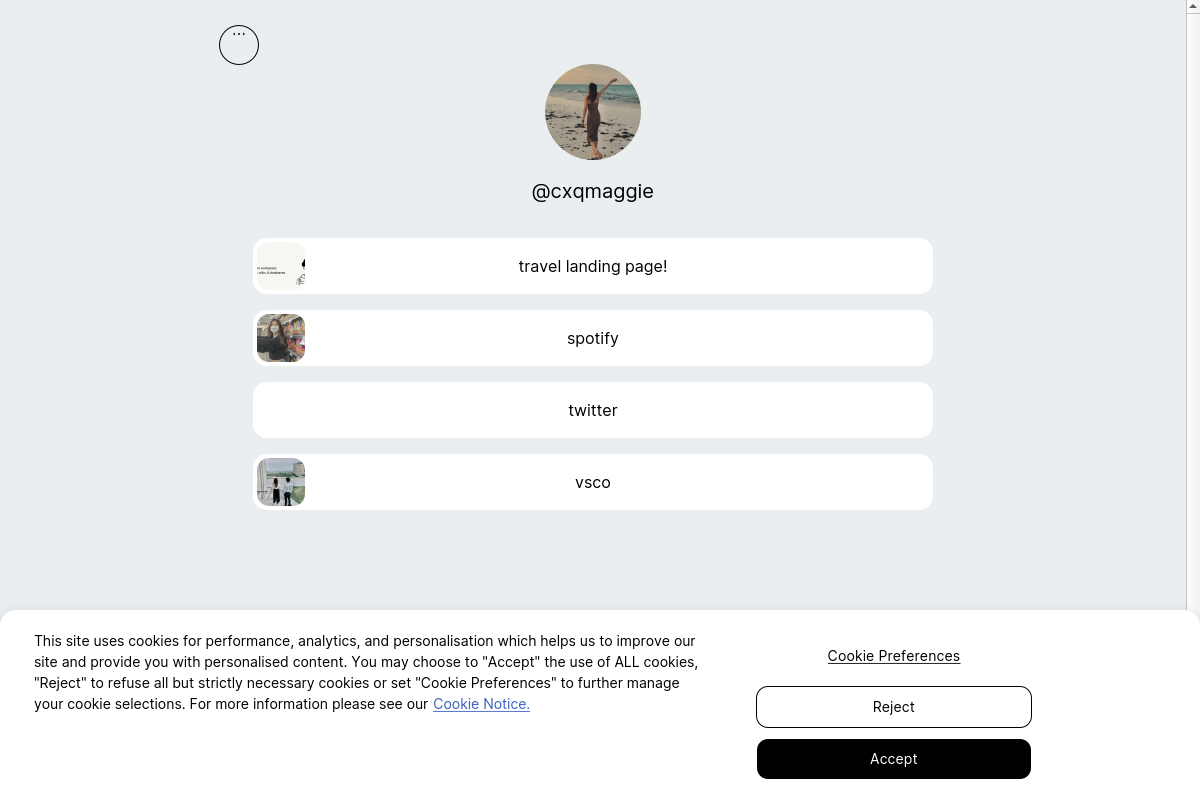 ...
@cxqmaggie
travel landing page!
spotify
twitter
vsco
This site uses cookies for performance, analytics, and personalisation which helps us to improve our
site and provide you with personalised content. You may choose to "Accept" the use of ALL cookies,
"Reject" to refuse all but strictly necessary cookies or set "Cookie Preferences" to further manage
your cookie selections. For more information please see our Cookie Notice.
Cookie Preferences
Reject
Accept